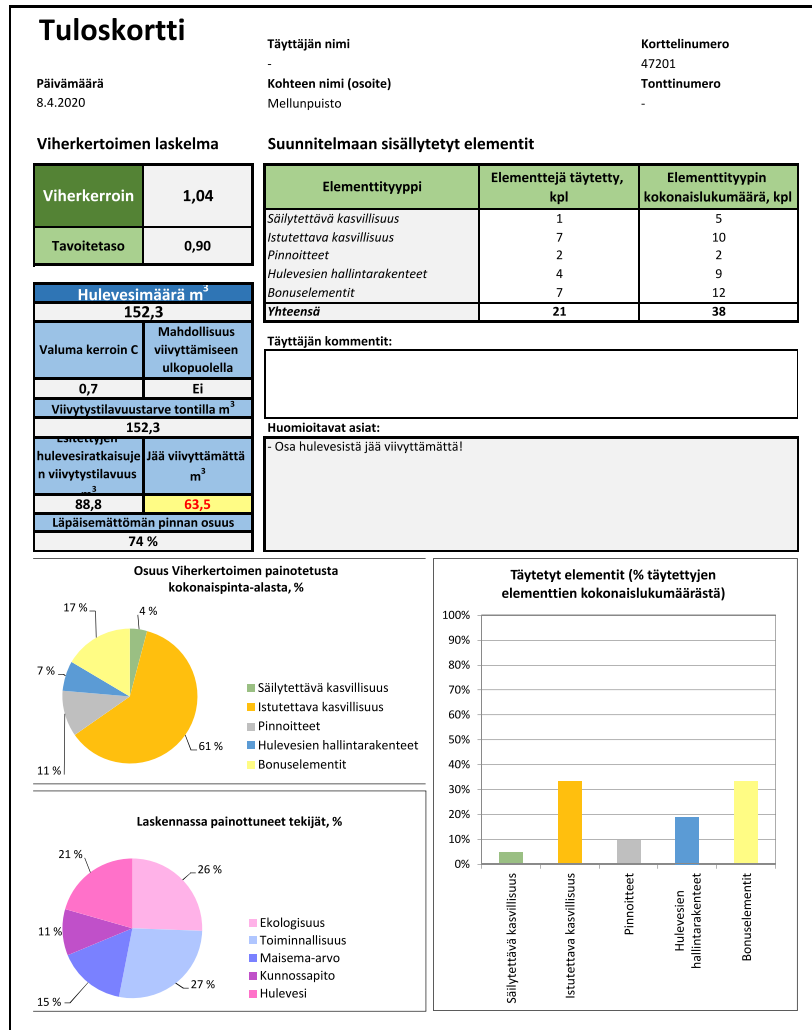 Tuloskortti
Täyttäjän nimi
-
Korttelinumero
47201
Päivämäärä
8.4.2020
Kohteen nimi (osoite)
Mellunpuisto
Tonttinumero
-
Viherkertoimen laskelma
Viherkerroin 1,04
Tavoitetaso 0,90
Hulevesimäärä m³
152,3
Valuma kerroin C
Mahdollisuus
viivyttämiseen
ulkopuolella
0,7 Ei
Viivytystilavuustarve tontilla m³
152,3
Esitettyjen
hulevesiratkaisuje
n viivytystilavuus
m³
Jää viivyttämättä
m³
88,8 63,5
Läpäisemättömän pinnan osuus
74 %
Suunnitelmaan sisällytetyt elementit
Elementtityyppi
Elementtejä täytetty,
kpl
Elementtityypin
kokonaislukumäärä, kpl
Säilytettävä kasvillisuus 1 5
Istutettava kasvillisuus 7 10
Pinnoitteet 2 2
Hulevesien hallintarakenteet 4 9
Bonuselementit 7 12
Yhteensä 21 38
Täyttäjän kommentit:
Huomioitavat asiat:
- Osa hulevesistä jää viivyttämättä!
Osuus Viherkertoimen painotetusta
kokonaispinta-alasta, %
17 %
4 %
7 %
11 %
61 %
Säilytettävä kasvillisuus
Istutettava kasvillisuus
Pinnoitteet
Hulevesien hallintarakenteet
Bonuselementit
Laskennassa painottuneet tekijät, %
21 %
26 %
11 %
15 %
27 %
Ekologisuus
Toiminnallisuus
Maisema-arvo
Kunnossapito
Hulevesi
Täytetyt elementit (% täytettyjen
elementtien kokonaislukumäärästä)
100%
90%
80%
70%
60%
50%
40%
30%
20%
10%
0%
Säilytettävä kasvillisuus
Istutettava kasvillisuus
Pinnoitteet
Hulevesien
hallintarakenteet
Bonuselementit